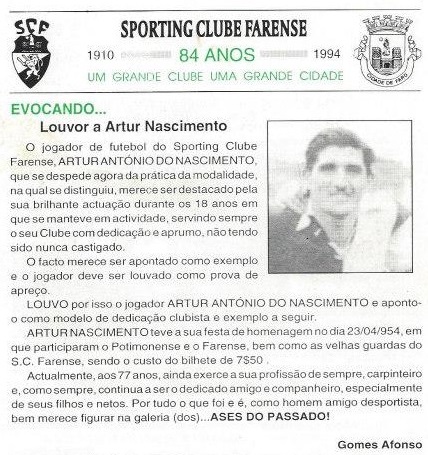 S C F
SPORTING CLUBE FARENSE
1910 84 ANOS 1994
UM GRANDE CLUBE UMA GRANDE CIDADE
CIDADE DE FARO
EVOCANDO...
Louvor a Artur Nascimento
O jogador de futebol do Sporting Clube
Farense, ARTUR ANTÓNIO DO NASCIMENTO,
que se despede agora da prática da modalidade,
na qual se distinguiu, merece ser destacado pela
sua brilhante actuação durante os 18 anos em
que se manteve em actividade, servindo sempre
o seu Clube com dedicação e aprumo, não tendo
sido nunca castigado.
O facto merece ser apontado como exemplo
e o jogador deve ser louvado como prova de
apreço.
LOUVO por isso o jogador ARTUR ANTÓNIO DO NASCIMENTO e aponto-
o como modelo de dedicação clubista e exemplo a seguir.
ARTUR NASCIMENTO teve a sua festa de homenagem no dia 23/04/954, em
que participaram o Potimonense e o Farense, bem como as velhas guardas do
S.C. Farense, sendo o custo do bilhete de 7$50 .
Actualmente, aos 77 anos, ainda exerce a sua profissão de sempre, carpinteiro
e, como sempre, continua a ser o dedicado amigo e companheiro, especialmente
de seus filhos e netos. Por tudo o que foi e é, como homem amigo desportista,
bem merece figurar na galeria (dos)...ASES DO PASSADO!
Gomes Afonso